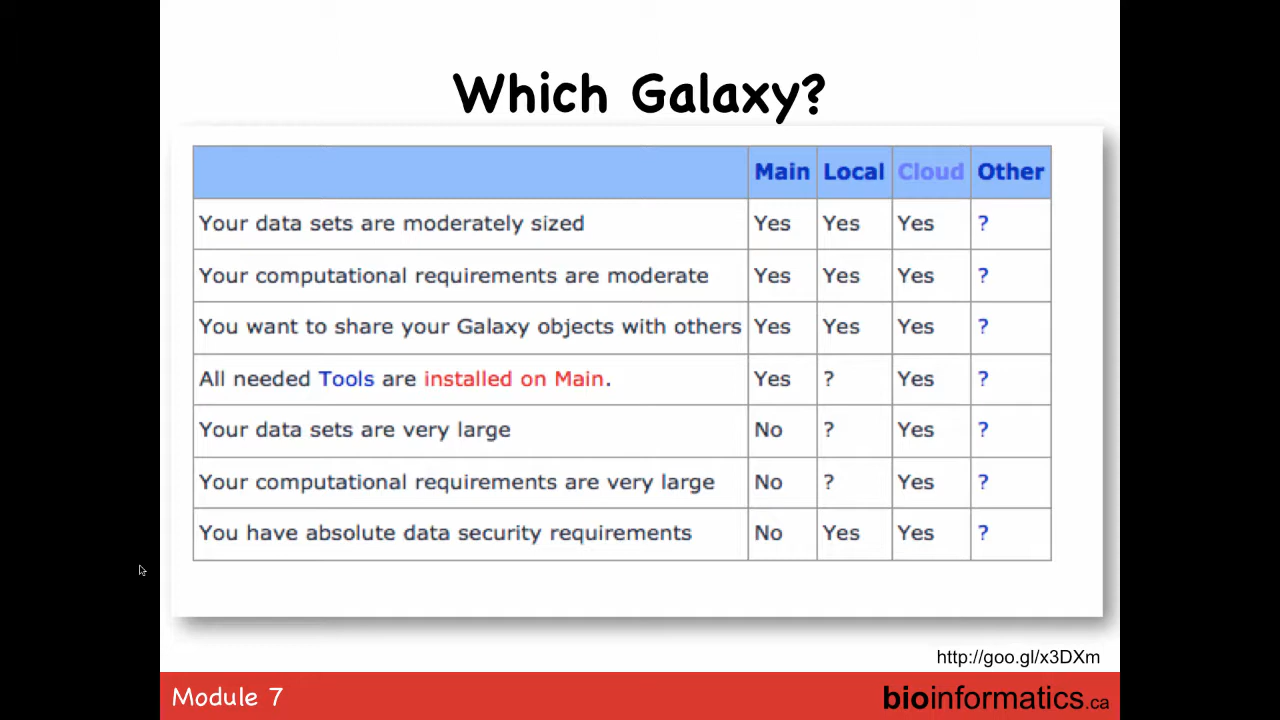 Which Galaxy?
Main Local Cloud Other
Your data sets are moderately sized Yes Yes Yes ?
Your computational requirements are moderate Yes Yes Yes ?
You want to share your Galaxy objects with others Yes Yes Yes ?
All needed Tools are installed on Main. Yes ? Yes ?
Your data sets are very large No ? Yes ?
Your computational requirements are very large No ? Yes ?
You have absolute data security requirements No Yes Yes ?
http://goo.gl/x3DXm
Module 7 bioinformatics.ca